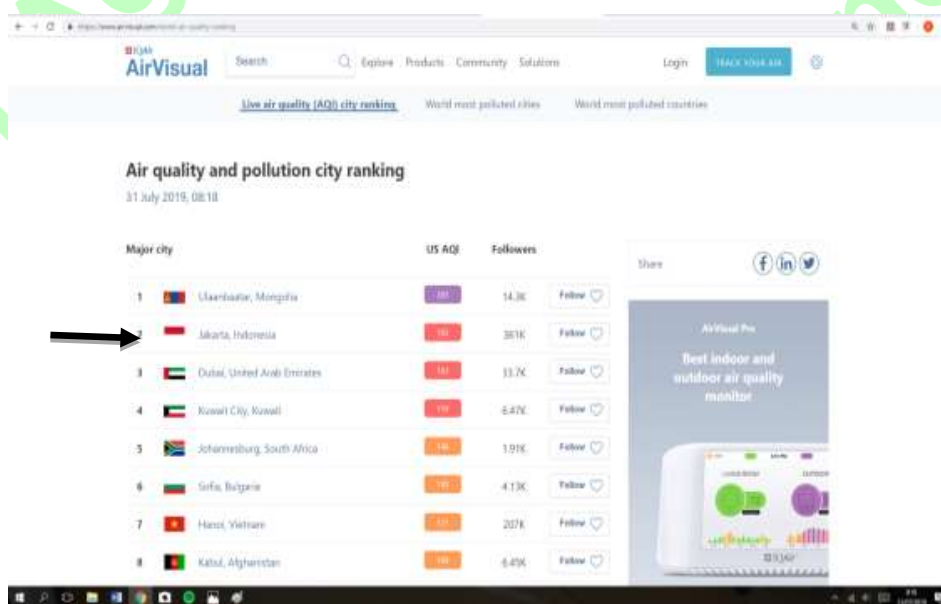 IQAir
AirVisual
Search
Explore Products Community Solutions
Login
TRACK YOUR AIR
Live air quality (AQI) city ranking
World most polluted cities
World most polluted countries
Air quality and pollution city ranking
31 July 2019, 08:18
Major city US AQI Followers
1 Ulaanbaatar, Mongolia 14.3K Follow
2 Jakarta, Indonesia 361K Follow
3 Dubai, United Arab Emirates 33.7K Follow
4 Kuwait City, Kuwait 6.47K Follow
5 Johannesburg, South Africa 1.91K Follow
6 Sofia, Bulgaria 4.13K Follow
7 Hanoi, Vietnam 207K Follow
8 Kabul, Afghanistan Follow
Share
f in
AirVisual Pro
Best indoor and
outdoor air quality
monitor
IQAir